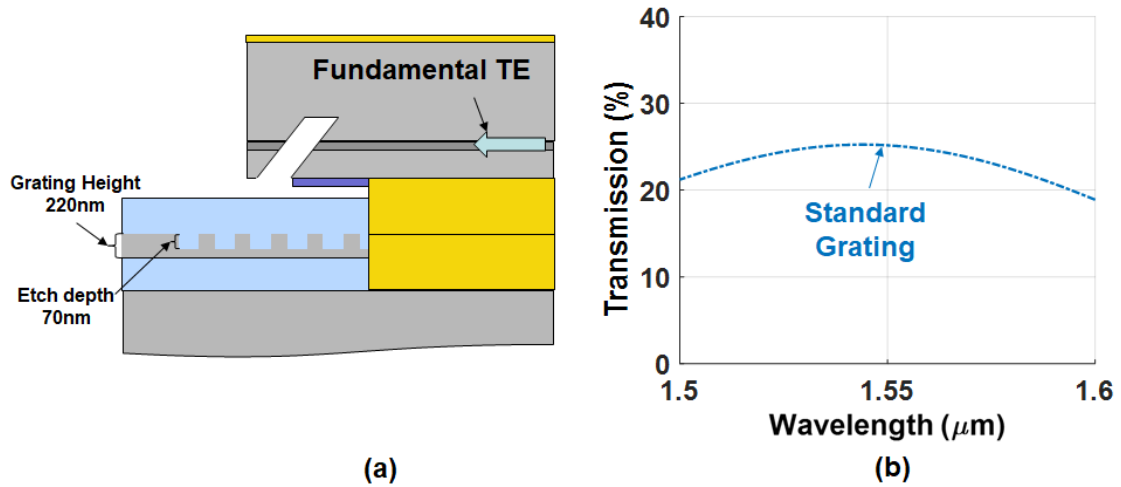 Fundamental TE
Grating Height
220nm
Etch depth
70nm
(a)
Transmission (%)
40
30
20
10
0
Standard
Grating
1.5
1.55
1.6
Wavelength (μm)
(b)